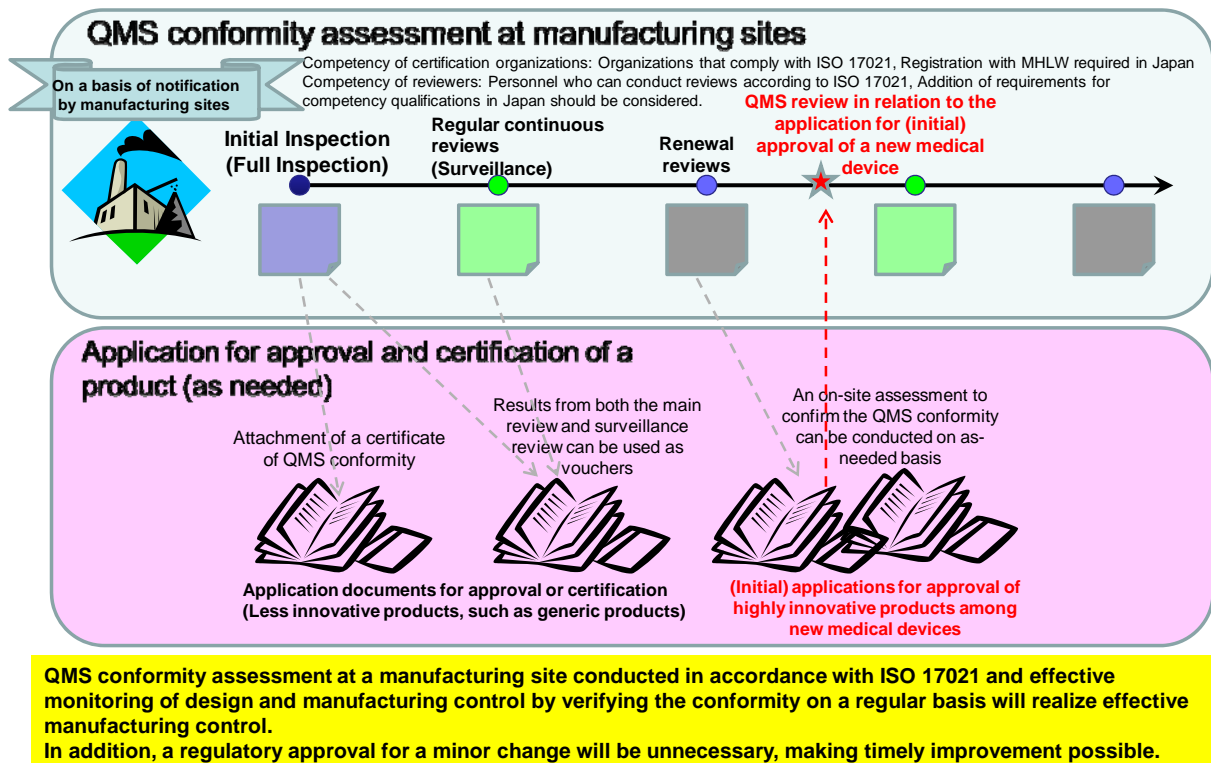 QMS conformity assessment at manufacturing sites
On a basis of notification
by manufacturing sites
Competency of certification organizations: Organizations that comply with ISO 17021, Registration with MHLW required in Japan
Competency of reviewers: Personnel who can conduct reviews according to ISO 17021, Addition of requirements for
competency qualifications in Japan should be considered.
Initial Inspection
(Full Inspection)
Regular continuous
reviews
(Surveillance)
Renewal
reviews
QMS review in relation to the
application for (initial)
approval of a new medical
device
Application for approval and certification of a
product (as needed)
Attachment of a certificate
of QMS conformity
Results from both the main
review and surveillance
review can be used as
vouchers
An on-site assessment to
confirm the QMS conformity
can be conducted on as-
needed basis
Application documents for approval or certification
(Less innovative products, such as generic products)
(Initial) applications for approval of
highly innovative products among
new medical devices
QMS conformity assessment at a manufacturing site conducted in accordance with ISO 17021 and effective
monitoring of design and manufacturing control by verifying the conformity on a regular basis will realize effective
manufacturing control.
In addition, a regulatory approval for a minor change will be unnecessary, making timely improvement possible.